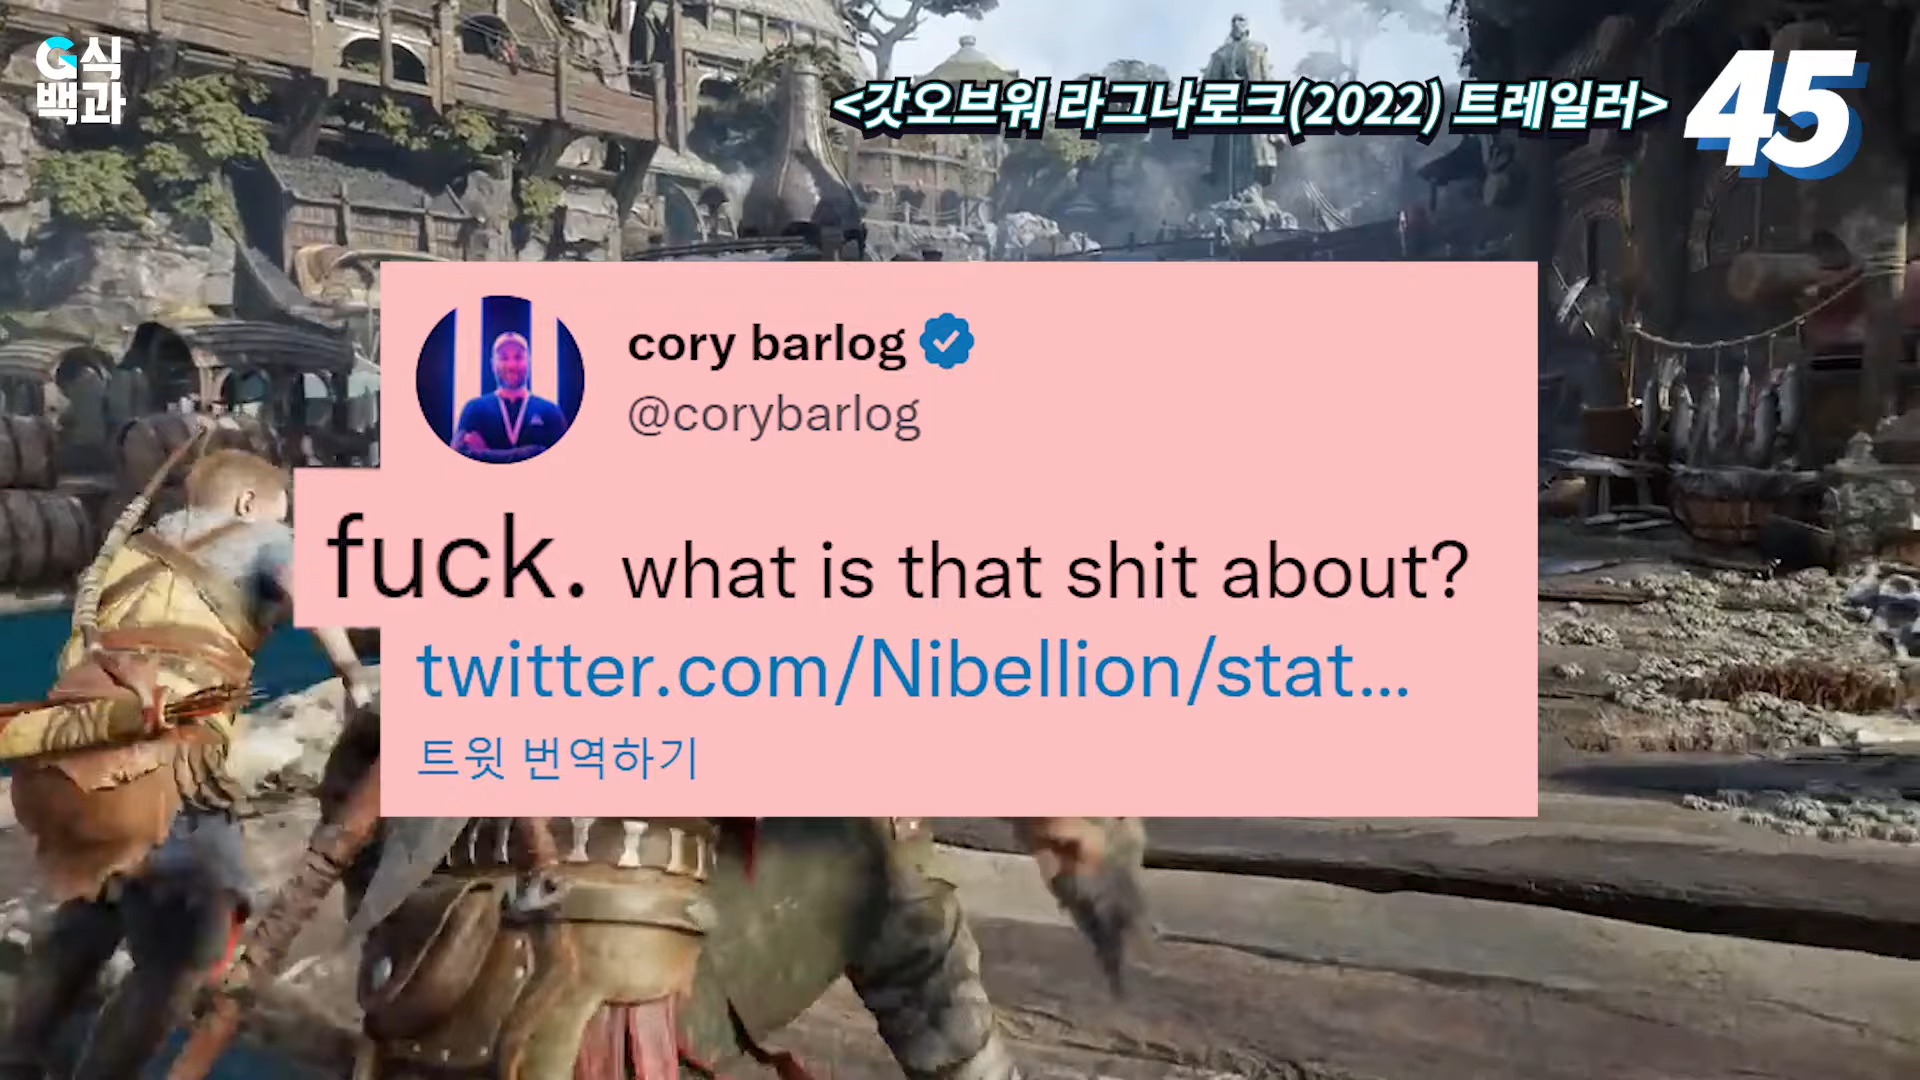 G식
백과
<갓오브워 라그나로크(2022) 트레일러>
45
cory barlog
@corybarlog
fuck. what is that shit about?
twitter.com/Nibellion/stat...
트윗 번역하기